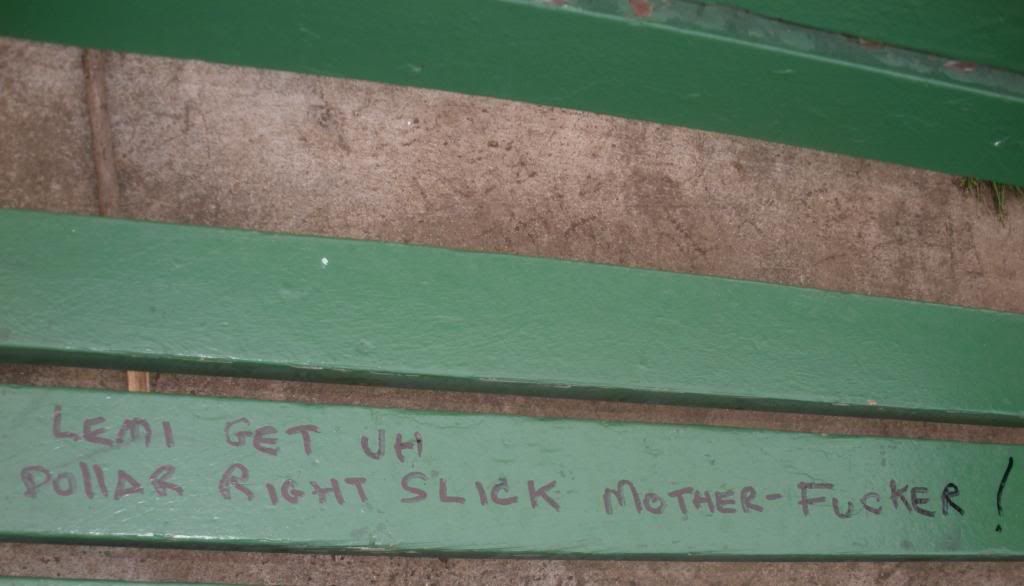 LEMI GET UH
DOllAR RIGHT SLICK MOTHER-FUCKER!